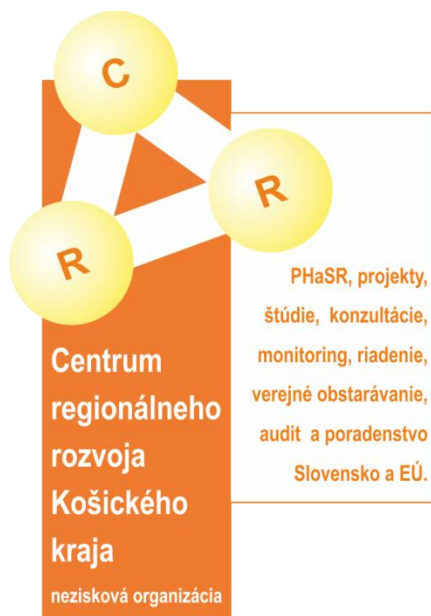 C
R
R
PHaSR, projekty,
štúdie, konzultácie,
monitoring, riadenie,
verejné obstarávanie,
audit a poradenstvo
Slovensko a EÚ.
Centrum
regionálneho
rozvoja
Košického
kraja
nezisková organizácia